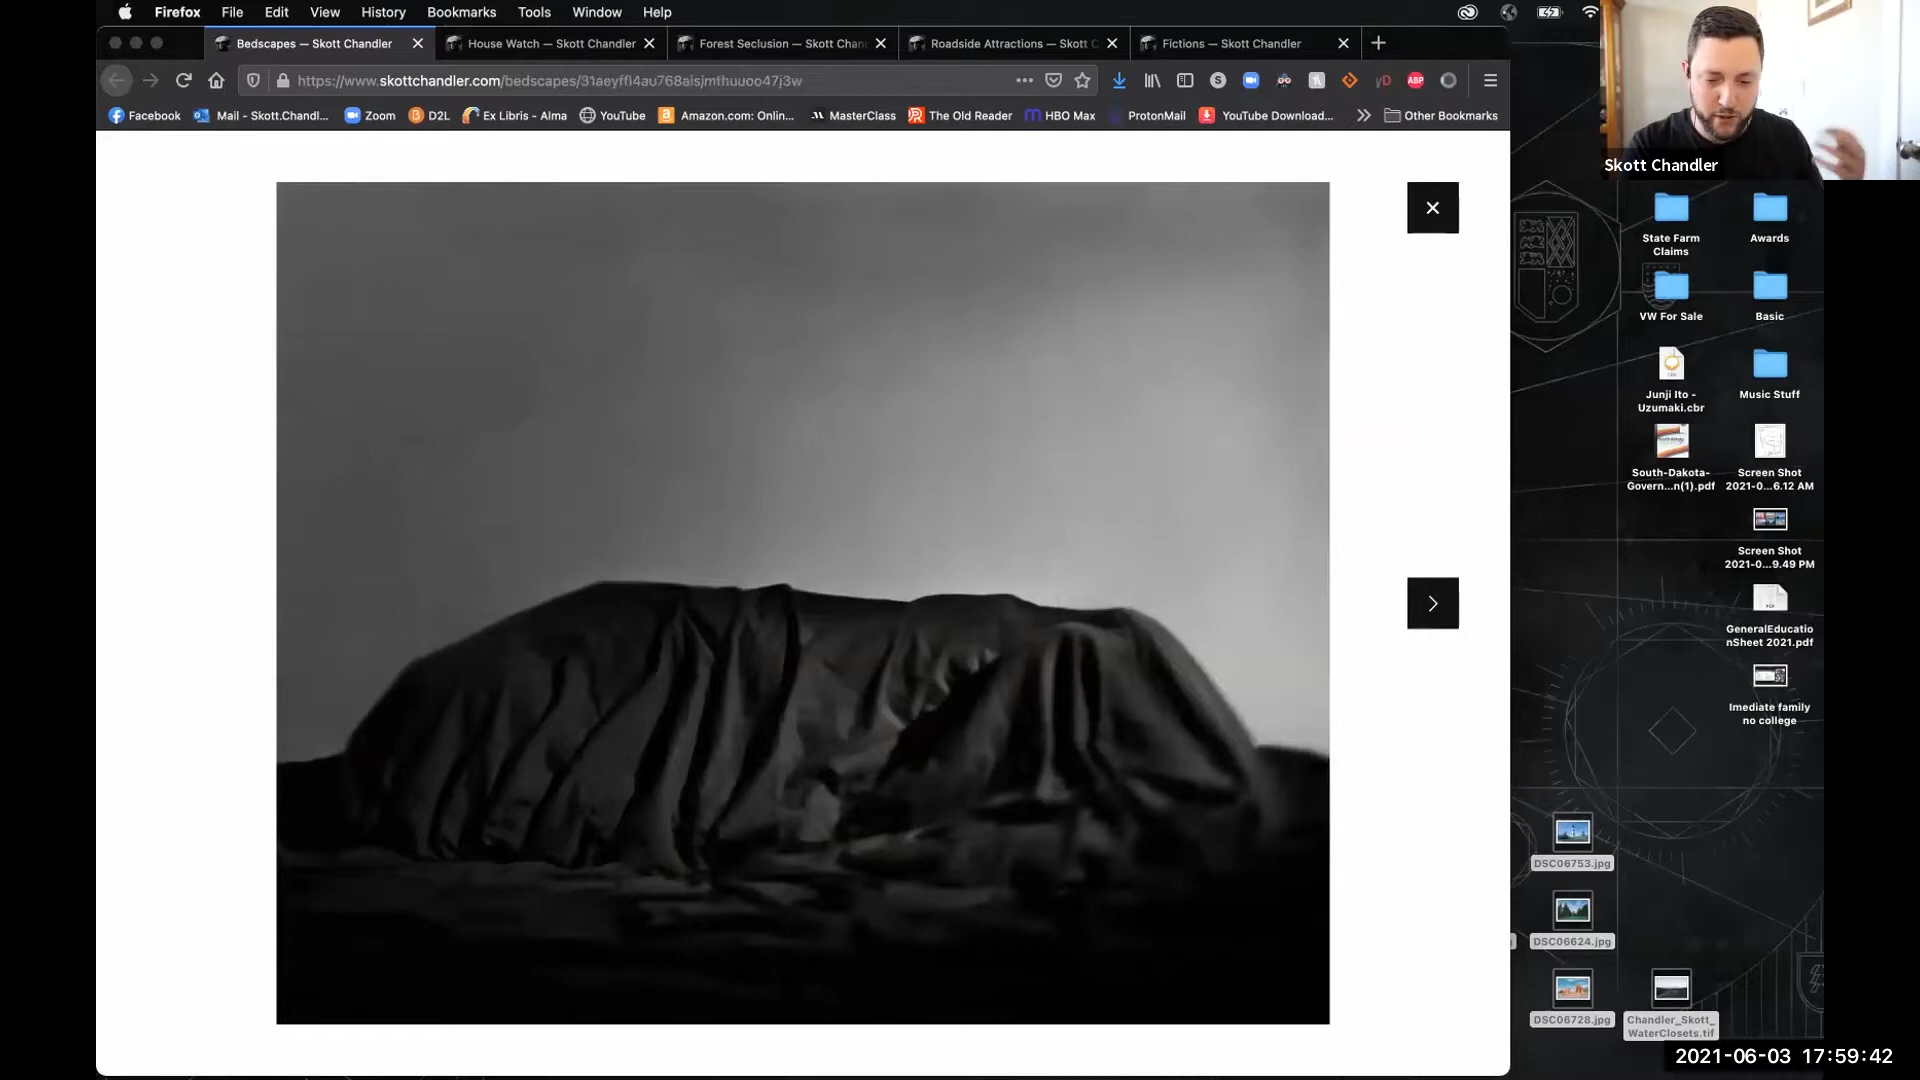 Firefox File Edit View History Bookmarks Tools Window Help
Bedscapes — Skott Chandler
House Watch — Skott Chandler
Forest Seclusion — Skott Chan
Roadside Attractions — Skott C
Fictions — Skott Chandler
https://www.skottchandler.com/bedscapes/
ABP
Facebook
Mail - Skott.Chandl...
Zoom
D2L
Ex Libris - Alma
YouTube
Amazon.com: Onlin...
MasterClass
The Old Reader
HBO Max
ProtonMail
YouTube Download...
Other Bookmarks
Skott Chandler
State Farm
Claims
Awards
VW For Sale
Basic
Junji Ito -
Uzumaki.cbr
Music Stuff
South-Dakota-
Govern...n(1).pdf
Screen Shot
2021-0...6.12 AM
Screen Shot
2021-0...9.49 PM
PDF
GeneralEducatio
nSheet 2021.pdf
Imediate family
no college
DSC06753.jpg
DSC06624.jpg
DSC06728.jpg
Chandler_Skott_
WaterClosets.tif
2021-06-03 17:59:42